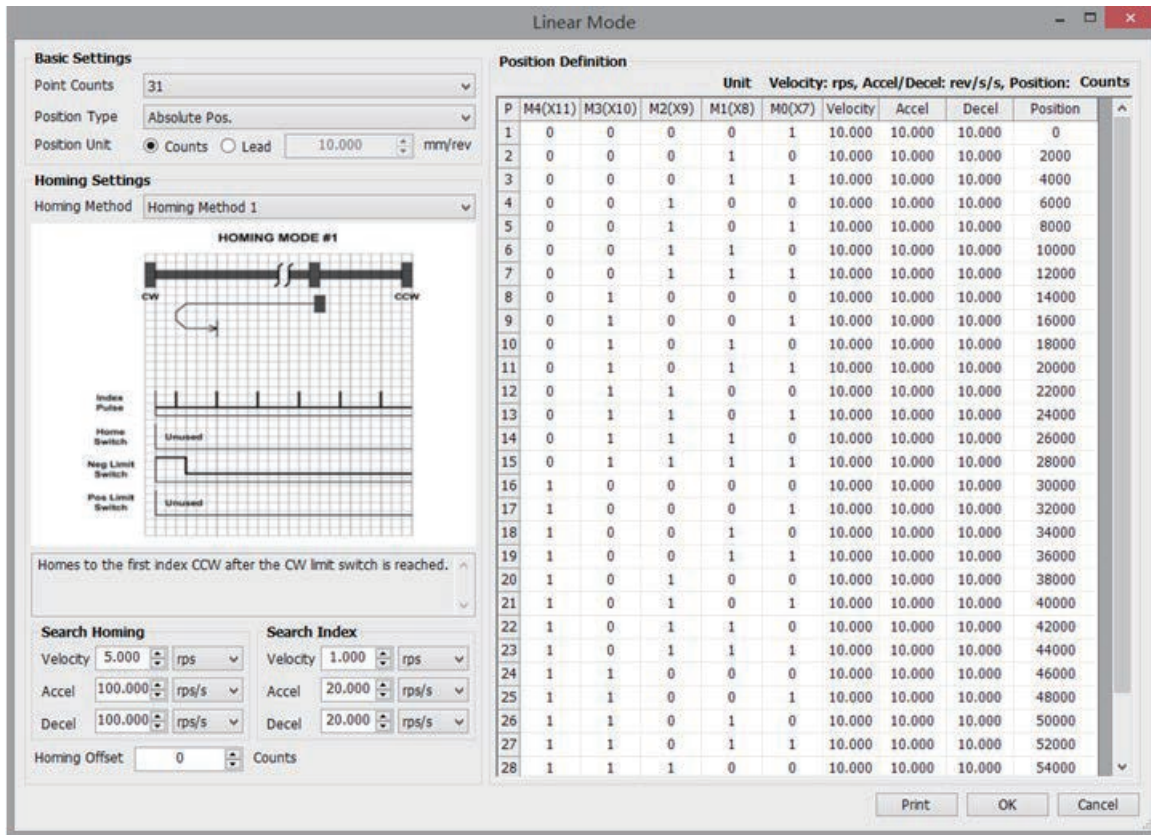 Linear Mode
Basic Settings
Point Counts 31
Position Type Absolute Pos.
Position Unit Counts Lead 10.000 mm/rev
Homing Settings
Homing Method Homing Method 1
HOMING MODE #1
CW CCW
Index Pulse
Home Switch Unused
Neg Limit Switch
Pos Limit Switch Unused
Homes to the first index CCW after the CW limit switch is reached.
Search Homing
Velocity 5.000 rps
Accel 100.000 rps/s
Decel 100.000 rps/s
Search Index
Velocity 1.000 rps
Accel 20.000 rps/s
Decel 20.000 rps/s
Homing Offset 0 Counts
Position Definition
Unit Velocity: rps, Accel/Decel: rev/s/s, Position: Counts
P M4(X11) M3(X10) M2(X9) M1(X8) M0(X7) Velocity Accel Decel Position
1 0 0 0 0 1 10.000 10.000 10.000 0
2 0 0 0 1 0 10.000 10.000 10.000 2000
3 0 0 0 1 1 10.000 10.000 10.000 4000
4 0 0 1 0 0 10.000 10.000 10.000 6000
5 0 0 1 0 1 10.000 10.000 10.000 8000
6 0 0 1 1 0 10.000 10.000 10.000 10000
7 0 0 1 1 1 10.000 10.000 10.000 12000
8 0 1 0 0 0 10.000 10.000 10.000 14000
9 0 1 0 0 1 10.000 10.000 10.000 16000
10 0 1 0 1 0 10.000 10.000 10.000 18000
11 0 1 0 1 1 10.000 10.000 10.000 20000
12 0 1 1 0 0 10.000 10.000 10.000 22000
13 0 1 1 0 1 10.000 10.000 10.000 24000
14 0 1 1 1 0 10.000 10.000 10.000 26000
15 0 1 1 1 1 10.000 10.000 10.000 28000
16 1 0 0 0 0 10.000 10.000 10.000 30000
17 1 0 0 0 1 10.000 10.000 10.000 32000
18 1 0 0 1 0 10.000 10.000 10.000 34000
19 1 0 0 1 1 10.000 10.000 10.000 36000
20 1 0 1 0 0 10.000 10.000 10.000 38000
21 1 0 1 0 1 10.000 10.000 10.000 40000
22 1 0 1 1 0 10.000 10.000 10.000 42000
23 1 0 1 1 1 10.000 10.000 10.000 44000
24 1 1 0 0 0 10.000 10.000 10.000 46000
25 1 1 0 0 1 10.000 10.000 10.000 48000
26 1 1 0 1 0 10.000 10.000 10.000 50000
27 1 1 0 1 1 10.000 10.000 10.000 52000
28 1 1 1 0 0 10.000 10.000 10.000 54000
Print OK Cancel